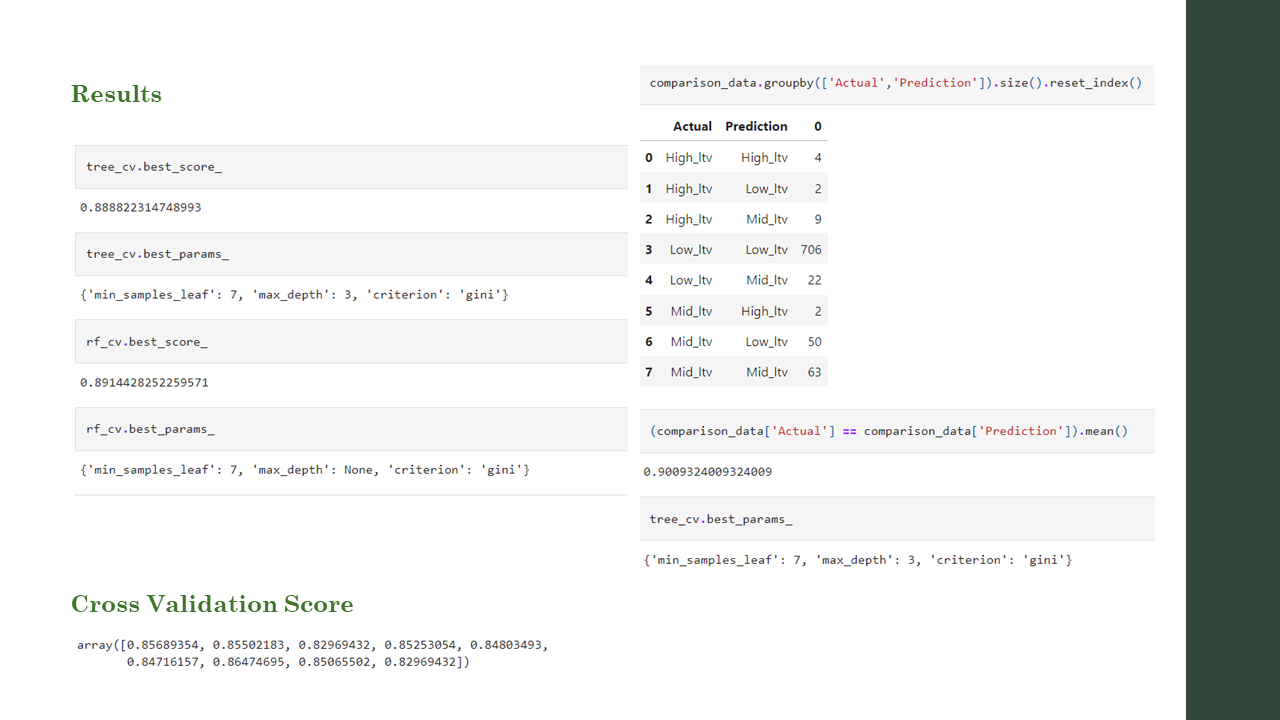 Results
tree_cv.best_score_
0.888822314748993
tree_cv.best_params_
{'min_samples_leaf': 7, 'max_depth': 3, 'criterion': 'gini'}
rf_cv.best_score_
0.8914428252259571
rf_cv.best_params_
{'min_samples_leaf': 7, 'max_depth': None, 'criterion': 'gini'}
Cross Validation Score
array([0.85689354, 0.85502183, 0.82969432, 0.85253054, 0.84803493,
0.84716157, 0.86474695, 0.85065502, 0.82969432])
comparison_data.groupby(['Actual','Prediction']).size().reset_index()
Actual Prediction 0
0 High_ltv High_ltv 4
1 High_ltv Low_ltv 2
2 High_ltv Mid_ltv 9
3 Low_ltv Low_ltv 706
4 Low_ltv Mid_ltv 22
5 Mid_ltv High_ltv 2
6 Mid_ltv Low_ltv 50
7 Mid_ltv Mid_ltv 63
(comparison_data['Actual'] == comparison_data['Prediction']).mean()
0.9009324009324009
tree_cv.best_params_
{'min_samples_leaf': 7, 'max_depth': 3, 'criterion': 'gini'}